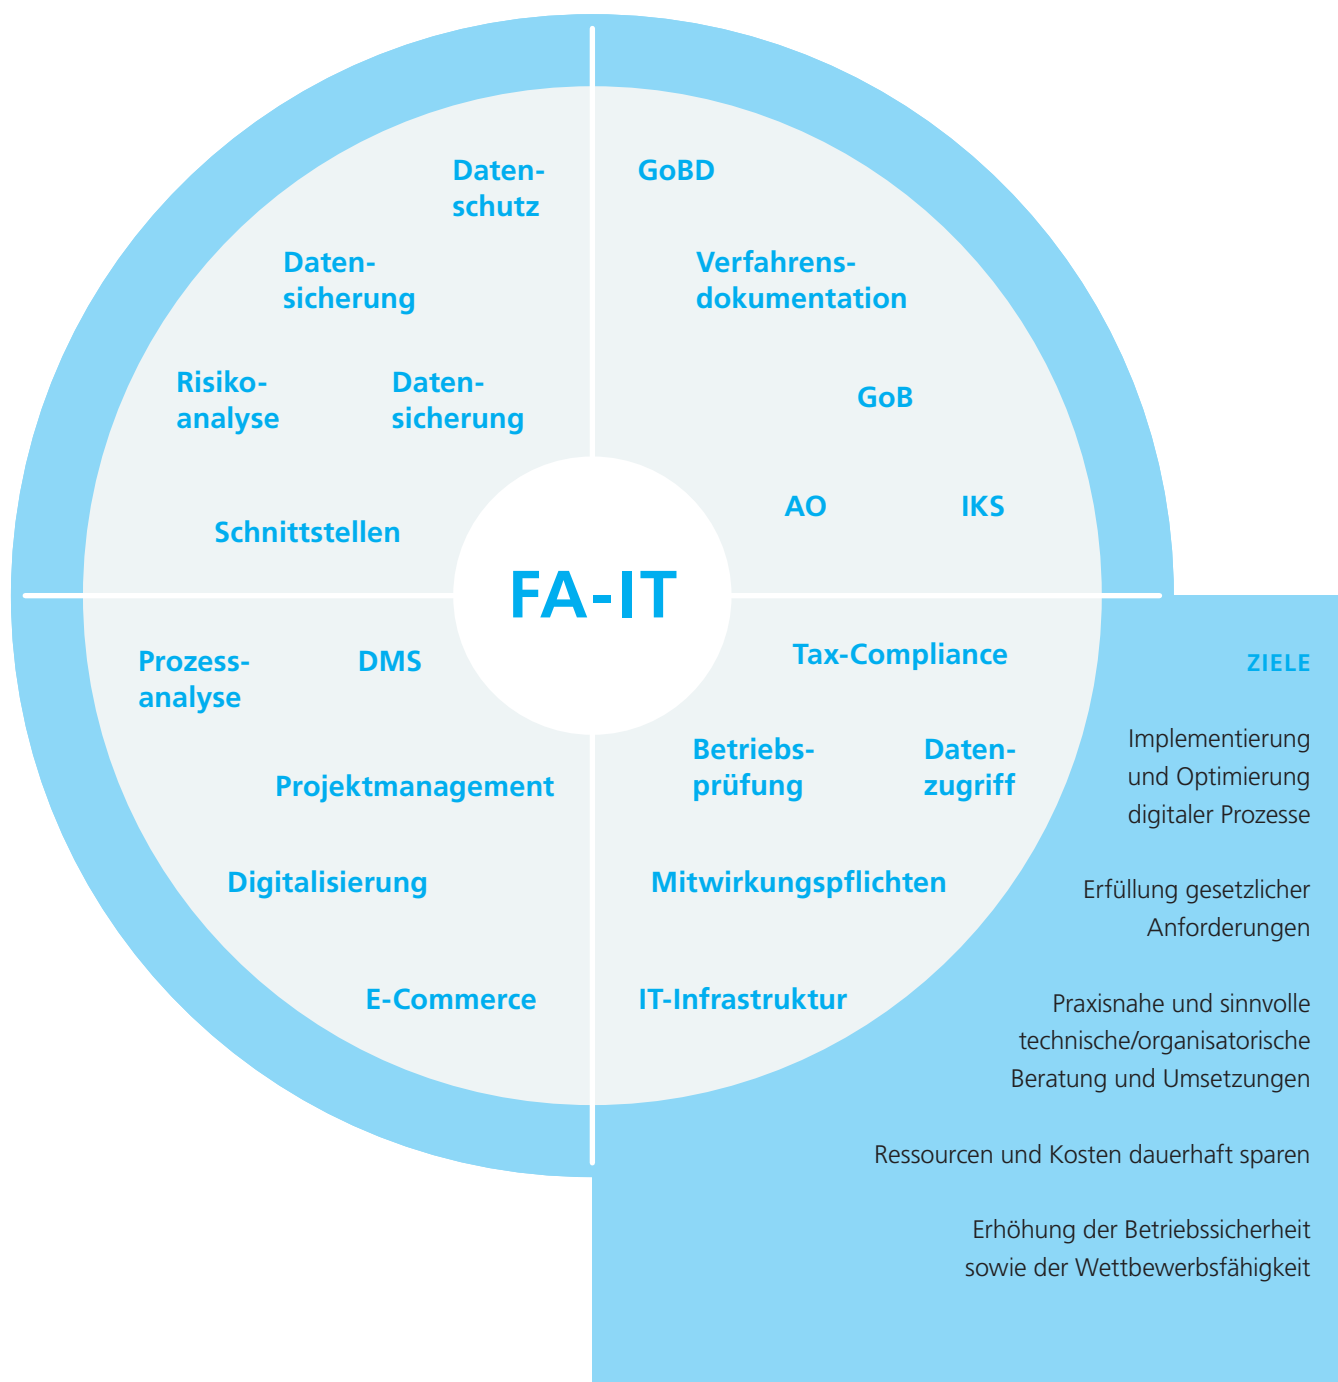 Daten-
schutz
Daten-
sicherung
Risiko-
analyse
Daten-
sicherung
Schnittstellen
GoBD
Verfahrens-
dokumentation
GoB
AO
IKS
FA-IT
Prozess-
analyse
DMS
Projektmanagement
Digitalisierung
E-Commerce
Tax-Compliance
Betriebs-
prüfung
Daten-
zugriff
Mitwirkungspflichten
IT-Infrastruktur
ZIELE
Implementierung
und Optimierung
digitaler Prozesse
Erfüllung gesetzlicher
Anforderungen
Praxisnahe und sinnvolle
technische/organisatorische
Beratung und Umsetzungen
Ressourcen und Kosten dauerhaft sparen
Erhöhung der Betriebssicherheit
sowie der Wettbewerbsfähigkeit